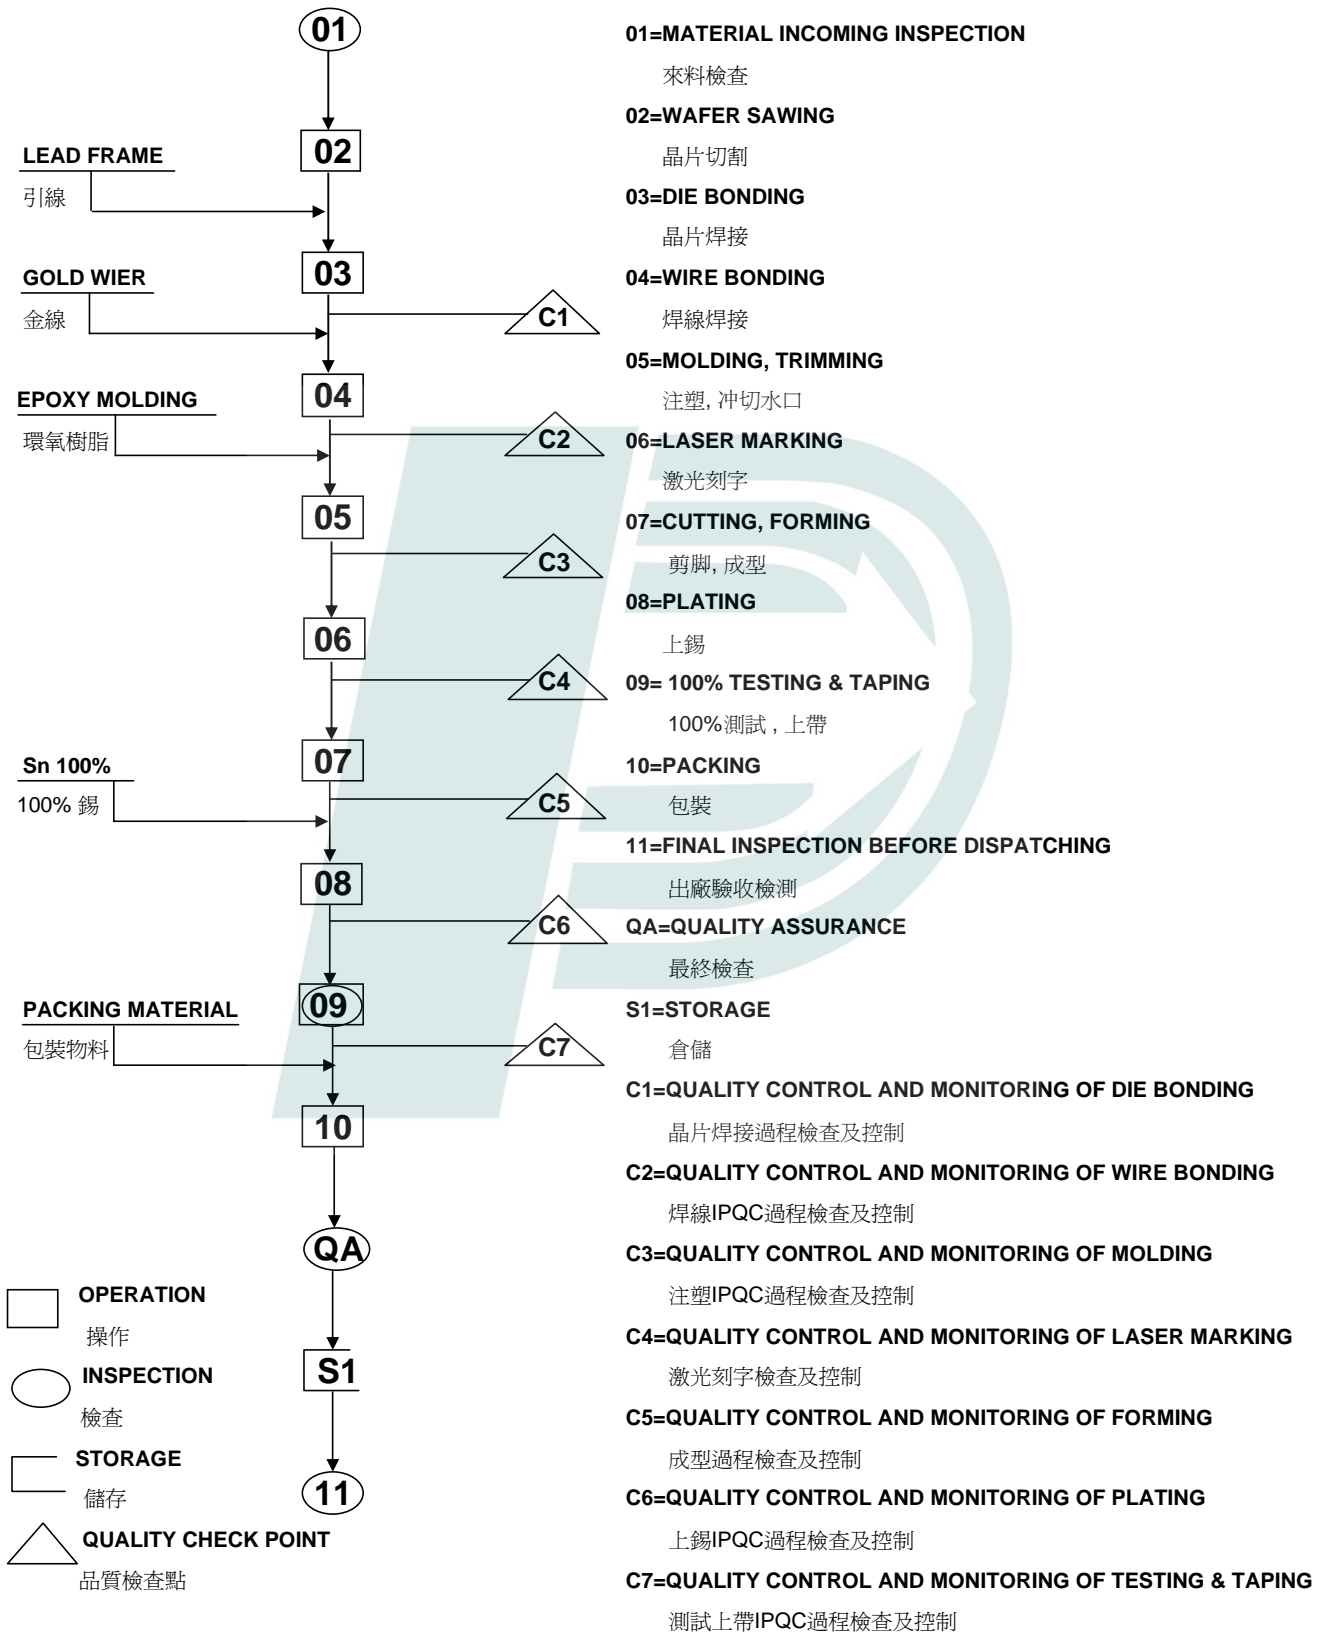 01
02
LEAD FRAME
引線
03
GOLD WIER
金線
C1
04
EPOXY MOLDING
環氧樹脂
C2
05
C3
06
C4
07
Sn 100%
100% 錫
C5
08
C6
09
PACKING MATERIAL
包裝物料
C7
10
QA
S1
11
OPERATION
操作
INSPECTION
檢查
STORAGE
儲存
QUALITY CHECK POINT
品質檢查點
01=MATERIAL INCOMING INSPECTION
來料檢查
02=WAFER SAWING
晶片切割
03=DIE BONDING
晶片焊接
04=WIRE BONDING
焊線焊接
05=MOLDING, TRIMMING
注塑, 冲切水口
06=LASER MARKING
激光刻字
07=CUTTING, FORMING
剪脚, 成型
08=PLATING
上錫
09= 100% TESTING & TAPING
100%測試 , 上帶
10=PACKING
包裝
11=FINAL INSPECTION BEFORE DISPATCHING
出廠驗收檢測
QA=QUALITY ASSURANCE
最終檢查
S1=STORAGE
倉儲
C1=QUALITY CONTROL AND MONITORING OF DIE BONDING
晶片焊接過程檢查及控制
C2=QUALITY CONTROL AND MONITORING OF WIRE BONDING
焊線IPQC過程檢查及控制
C3=QUALITY CONTROL AND MONITORING OF MOLDING
注塑IPQC過程檢查及控制
C4=QUALITY CONTROL AND MONITORING OF LASER MARKING
激光刻字檢查及控制
C5=QUALITY CONTROL AND MONITORING OF FORMING
成型過程檢查及控制
C6=QUALITY CONTROL AND MONITORING OF PLATING
上錫IPQC過程檢查及控制
C7=QUALITY CONTROL AND MONITORING OF TESTING & TAPING
測試上帶IPQC過程檢查及控制